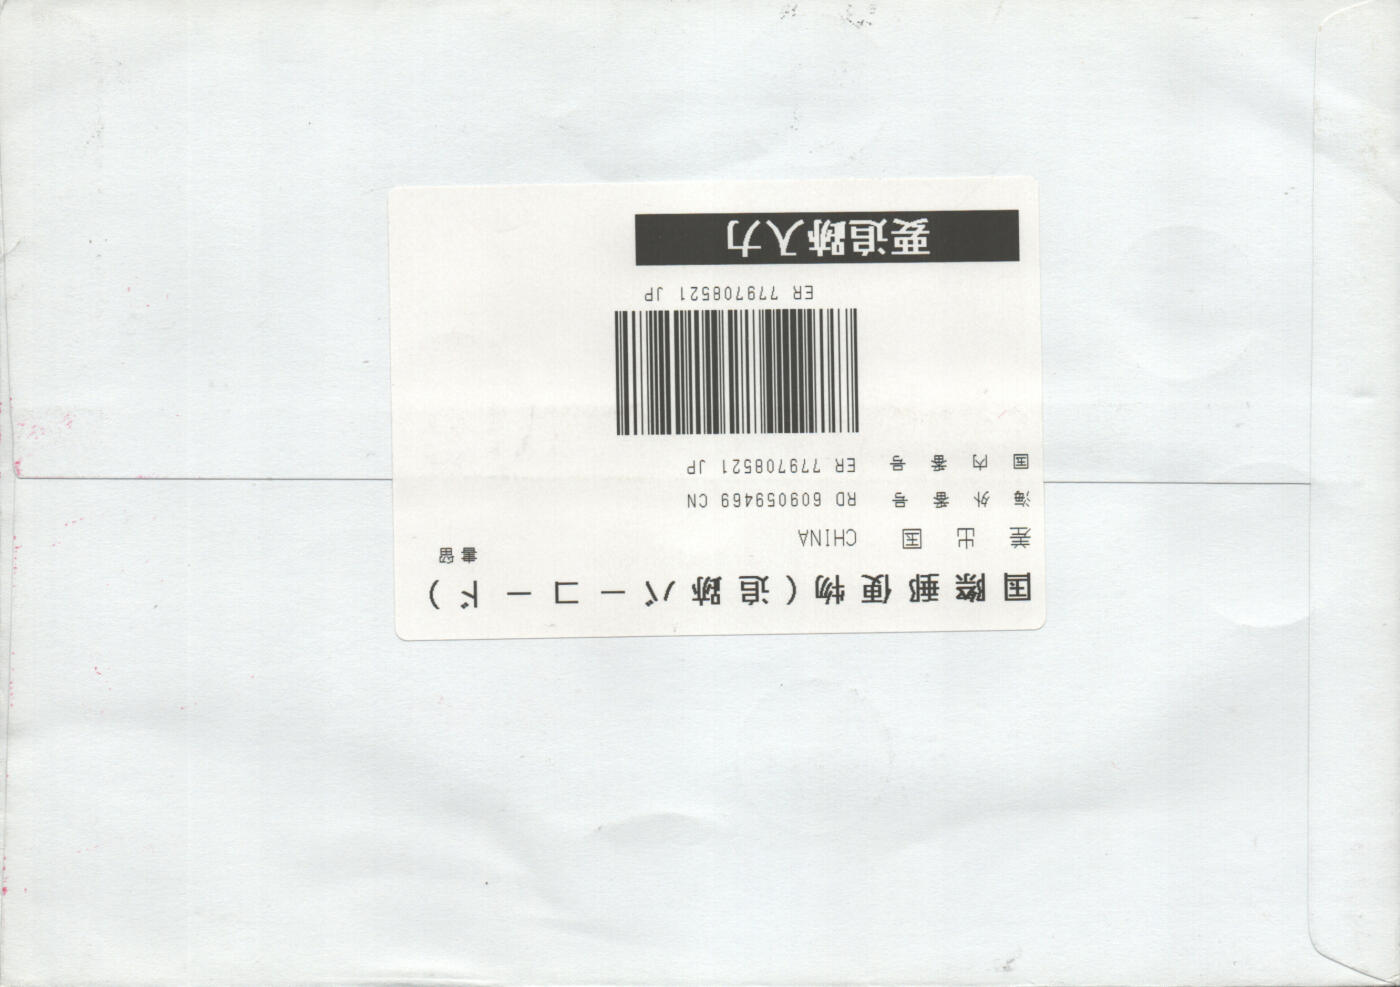 国際郵便物(追跡バーコード)
書留
差出国 CHINA
海外番号 RD 609059469 CN
国内番号 ER 779708521 JP
ER 779708521 JP
要追跡入力